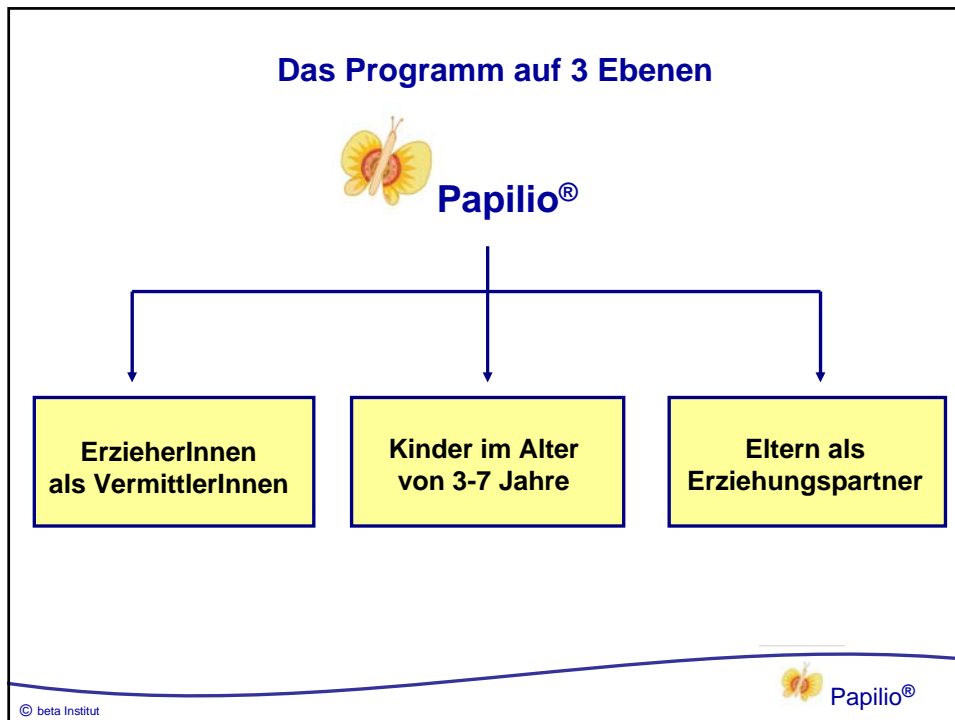 Das Programm auf 3 Ebenen
Papilio®
ErzieherInnen
als VermittlerInnen
Kinder im Alter
von 3-7 Jahre
Eltern als
Erziehungspartner
© beta Institut
Papilio®